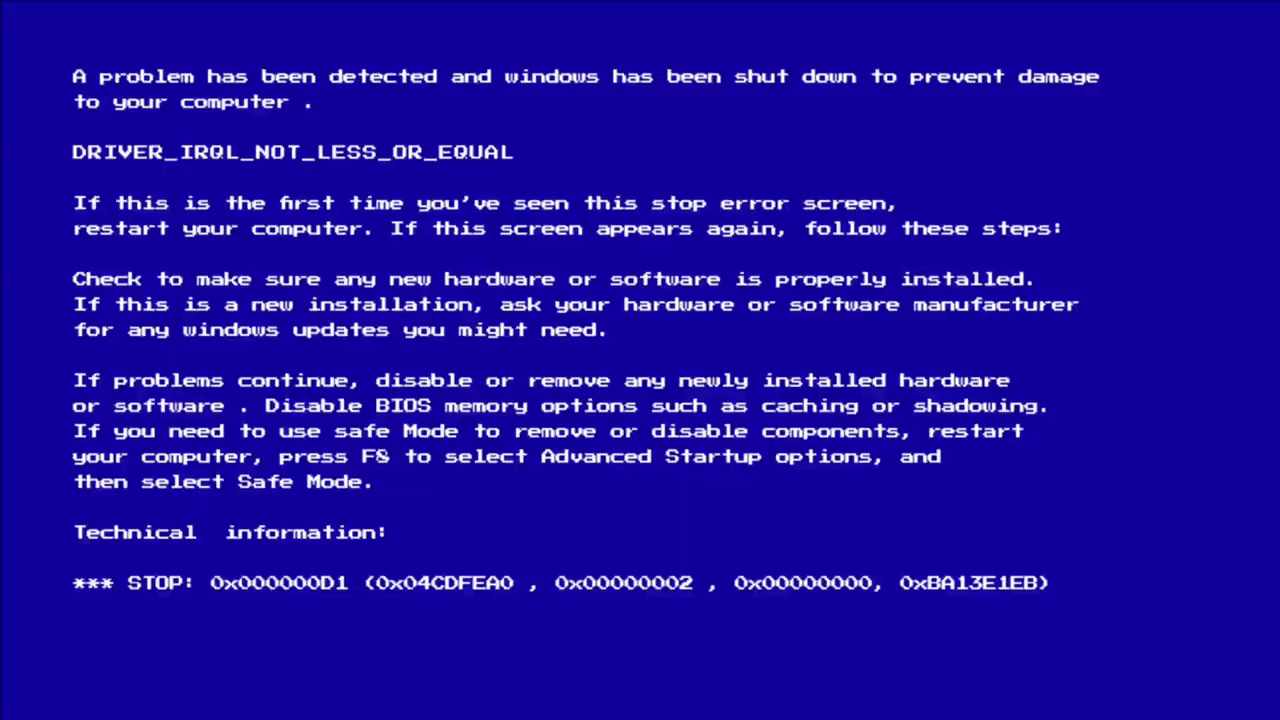 A problem has been detected and windows has been shut down to prevent damage
to your computer .
DRIVER_IRQL_NOT_LESS_OR_EQUAL
If this is the first time you've seen this stop error screen,
restart your computer. If this screen appears again, follow these steps:
Check to make sure any new hardware or software is properly installed.
If this is a new installation, ask your hardware or software manufacturer
for any windows updates you might need.
If problems continue, disable or remove any newly installed hardware
or software . Disable BIOS memory options such as caching or shadowing.
If you need to use safe Mode to remove or disable components, restart
your computer, press F8 to select Advanced Startup options, and
then select Safe Mode.
Technical  information:
*** STOP: 0x000000D1 (0x04CDFEA0 , 0x00000002 , 0x00000000, 0xBA13E1EB)